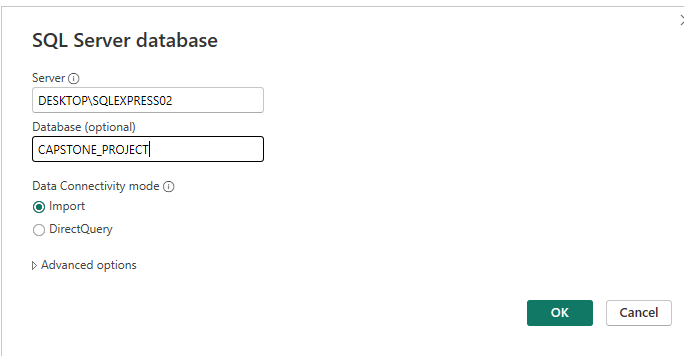 SQL Server database
Server
DESKTOP\SQLEXPRESS02
Database (optional)
CAPSTONE_PROJECT
Data Connectivity mode
Import
DirectQuery
Advanced options
OK Cancel